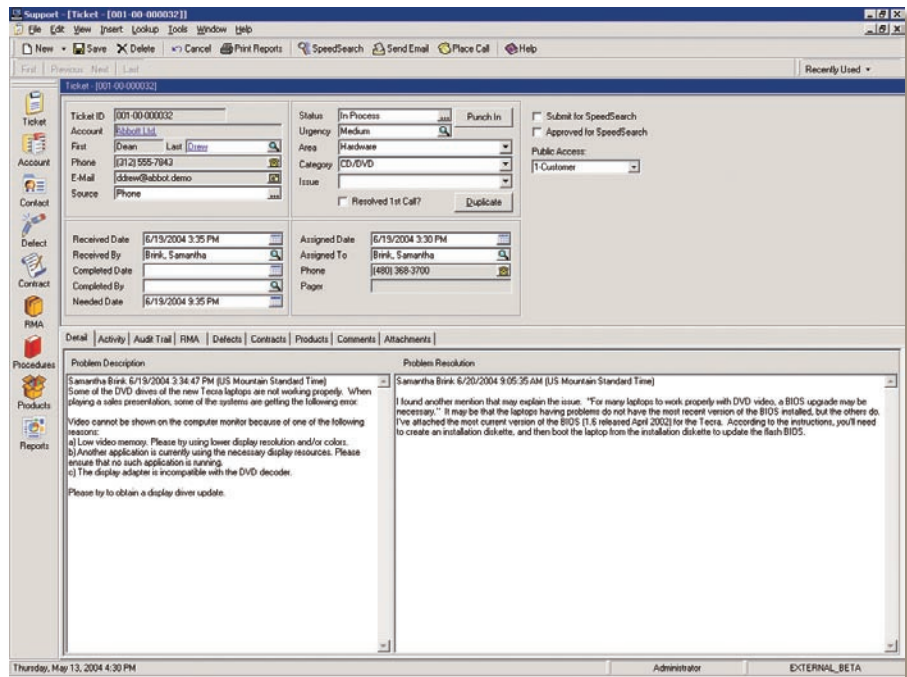 Support - [Ticket - [001-00-000032]]
File Edit View Insert Lookup Tools Window Help
New Save Delete Cancel Print Reports SpeedSearch Send Email Place Call Help
First Previous Next Last Recently Used
Ticket - [001-00-000032]
Ticket
Account
Contact
Defect
Contract
RMA
Procedures
Products
Reports
Ticket ID 001-00-000032
Account Ribbott Ltd.
First Dean Last Drew
Phone (312) 555-7843
E-Mail ddrew@abbot.demo
Source Phone
Status In Process Punch In
Urgency Medium
Area Hardware
Category CD/DVD
Issue
Resolved 1st Call? Duplicate
Submit for SpeedSearch
Approved for SpeedSearch
Public Access:
1-Customer
Received Date 6/19/2004 3:35 PM
Received By Brink, Samantha
Completed Date
Completed By
Needed Date 6/19/2004 9:35 PM
Assigned Date 6/19/2004 3:30 PM
Assigned To Brink, Samantha
Phone (480) 368-3700
Pager
Detail Activity Audit Trail RMA Defects Contracts Products Comments Attachments
Problem Description
Samantha Brink 6/19/2004 3:34:47 PM (US Mountain Standard Time)
Some of the DVD drives of the new Tecra laptops are not working properly. When
playing a sales presentation, some of the systems are getting the following error:
Video cannot be shown on the computer monitor because of one of the following
reasons:
a) Low video memory. Please try using lower display resolution and/or colors.
b) Another application is currently using the necessary display resources. Please
ensure that no such application is running.
c) The display adapter is incompatible with the DVD decoder.
Please try to obtain a display driver update.
Problem Resolution
Samantha Brink 6/20/2004 9:05:35 AM (US Mountain Standard Time)
I found another mention that may explain the issue. "For many laptops to work properly with DVD video, a BIOS upgrade may be
necessary." It may be that the laptops having problems do not have the most recent version of the BIOS installed, but the others do.
I've attached the most current version of the BIOS (1.6 released April 2002) for the Tecra. According to the instructions, you'll need
to create an installation diskette, and then boot the laptop from the installation diskette to update the flash BIOS.
Thursday, May 13, 2004 4:30 PM Administrator EXTERNAL_BETA